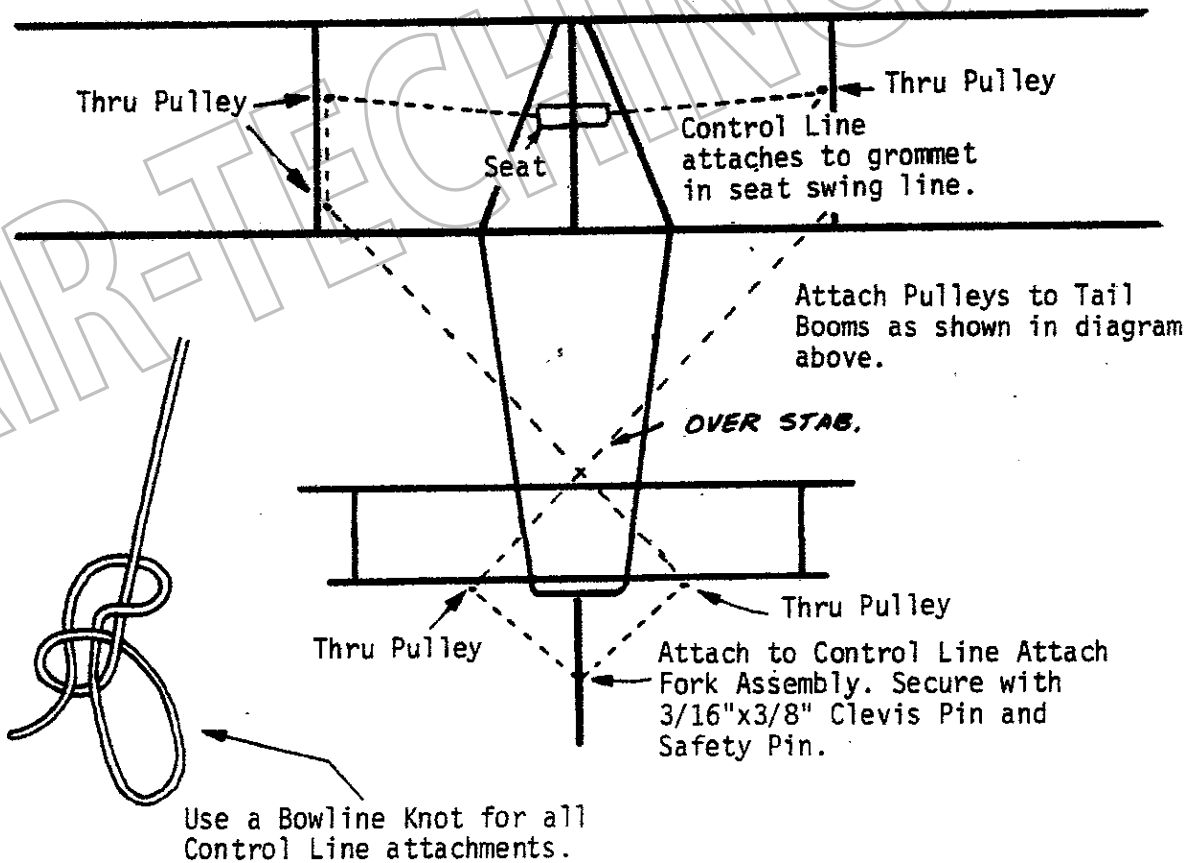 Thru Pulley
Thru Pulley
Seat
Control Line
attaches to grommet
in seat swing line.
Attach Pulleys to Tail
Booms as shown in diagram
above.
OVER STAB.
Thru Pulley
Thru Pulley
Attach to Control Line Attach
Fork Assembly. Secure with
3/16"x3/8" Clevis Pin and
Safety Pin.
Use a Bowline Knot for all
Control Line attachments.